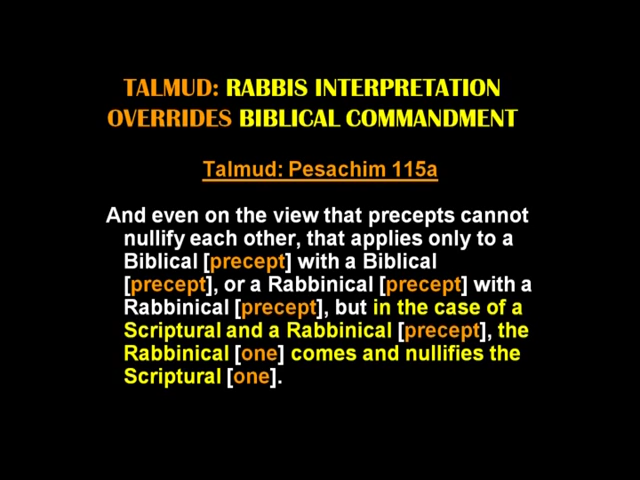 TALMUD: RABBIS INTERPRETATION
OVERRIDES BIBLICAL COMMANDMENT
Talmud: Pesachim 115a
And even on the view that precepts cannot
nullify each other, that applies only to a
Biblical [precept] with a Biblical
[precept], or a Rabbinical [precept] with a
Rabbinical [precept], but in the case of a
Scriptural and a Rabbinical [precept], the
Rabbinical [one] comes and nullifies the
Scriptural [one].